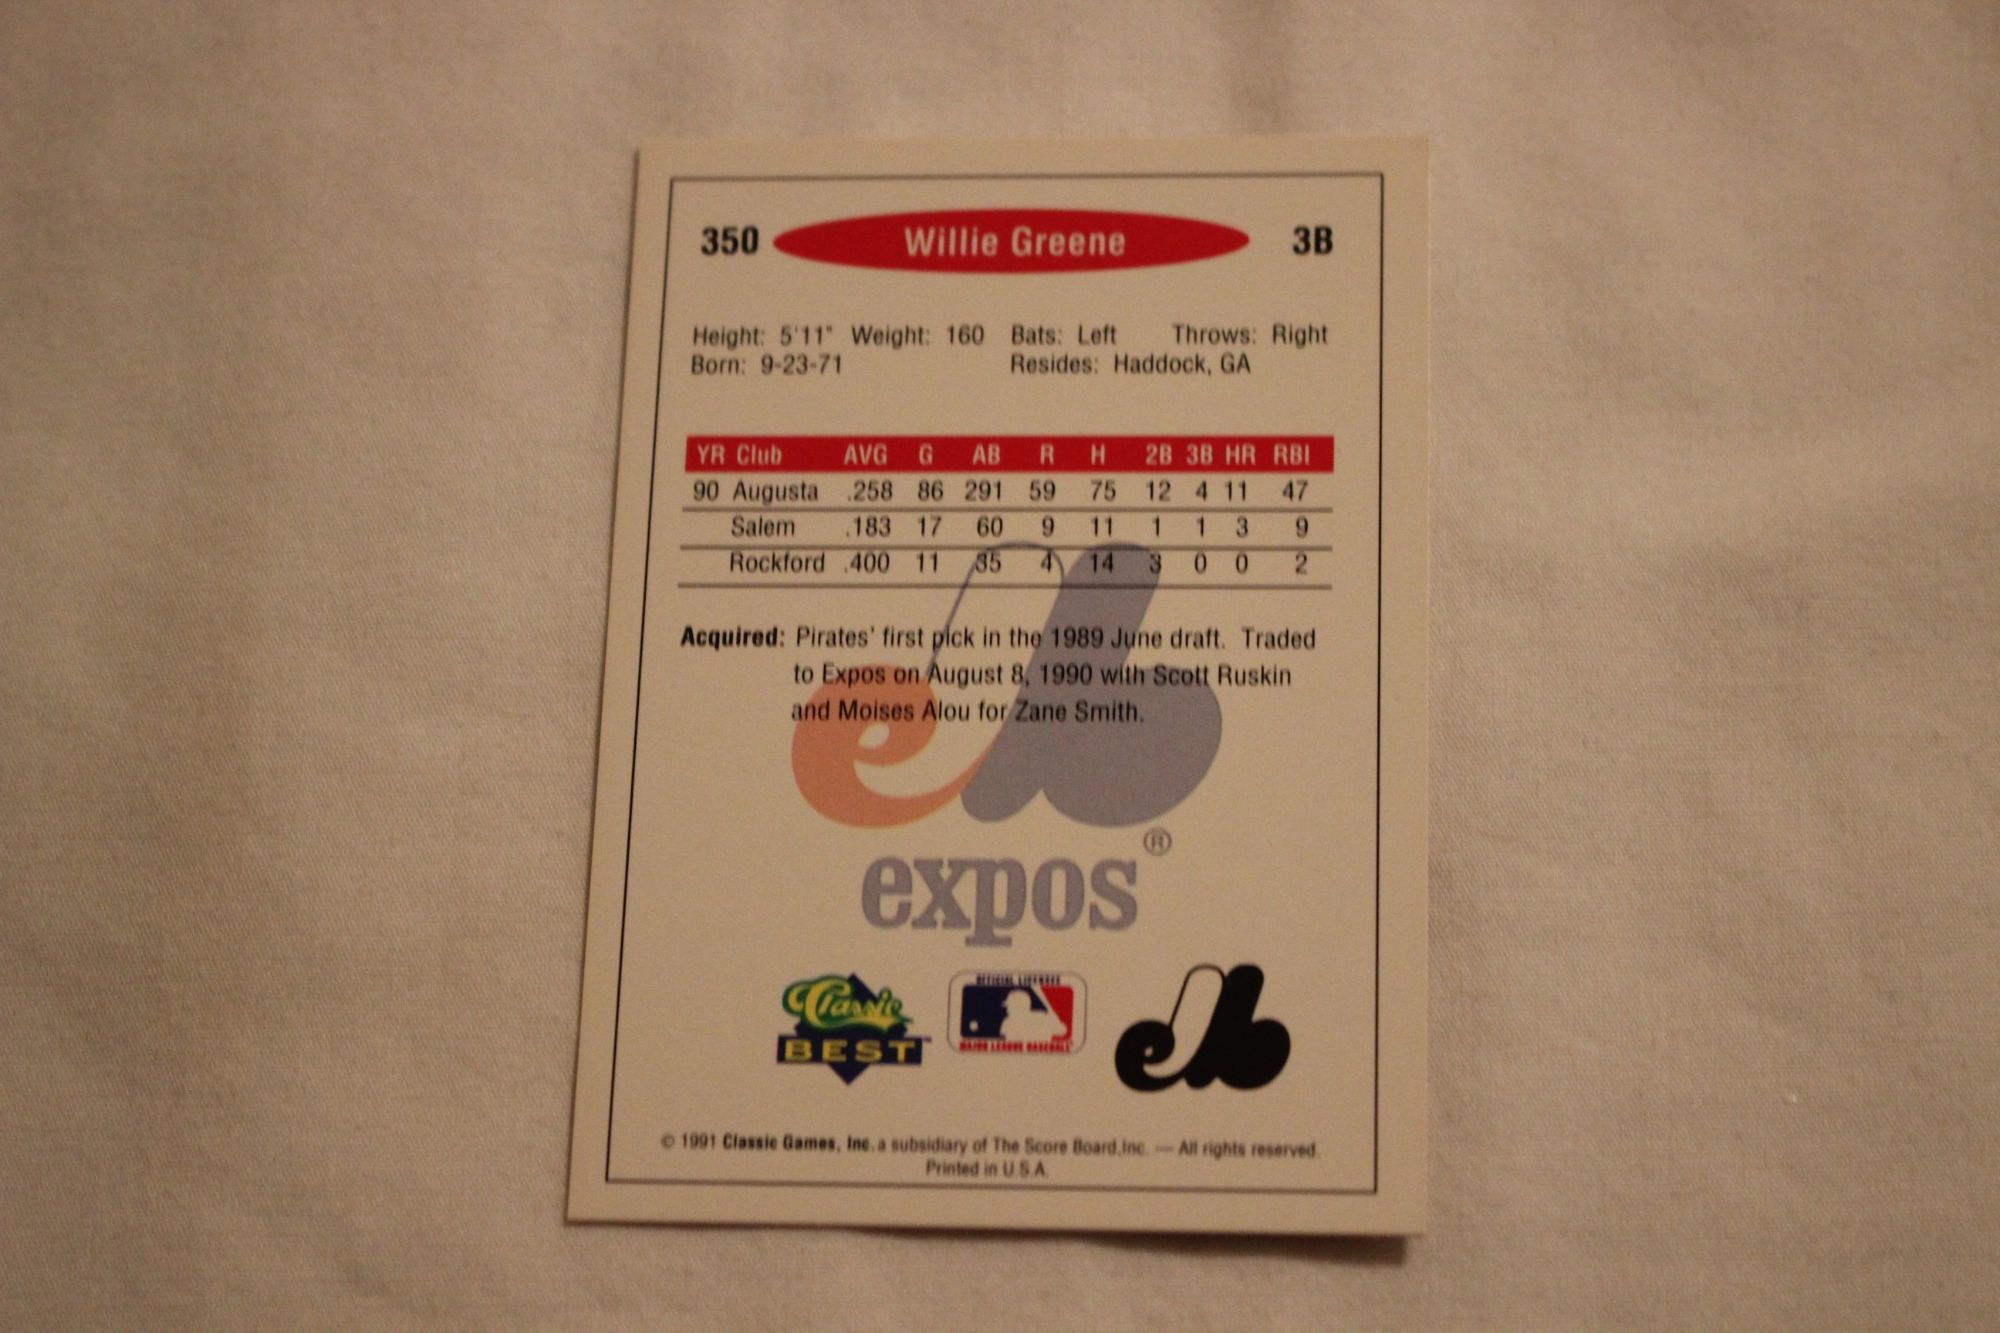 350 Willie Greene 3B
Height: 5'11" Weight: 160 Bats: Left Throws: Right
Born: 9-23-71 Resides: Haddock, GA
YR Club AVG G AB R H 2B 3B HR RBI
90 Augusta .258 86 291 59 75 12 4 11 47
Salem .183 17 60 9 11 1 1 3 9
Rockford .400 11 35 4 14 3 0 0 2
Acquired: Pirates' first pick in the 1989 June draft. Traded
to Expos on August 8, 1990 with Scott Ruskin
and Moises Alou for Zane Smith.
expos ®
Classic
BEST
OFFICIAL LICENSEE
MAJOR LEAGUE BASEBALL
© 1991 Classic Games, Inc. a subsidiary of The Score Board,Inc. — All rights reserved.
Printed in U.S.A.